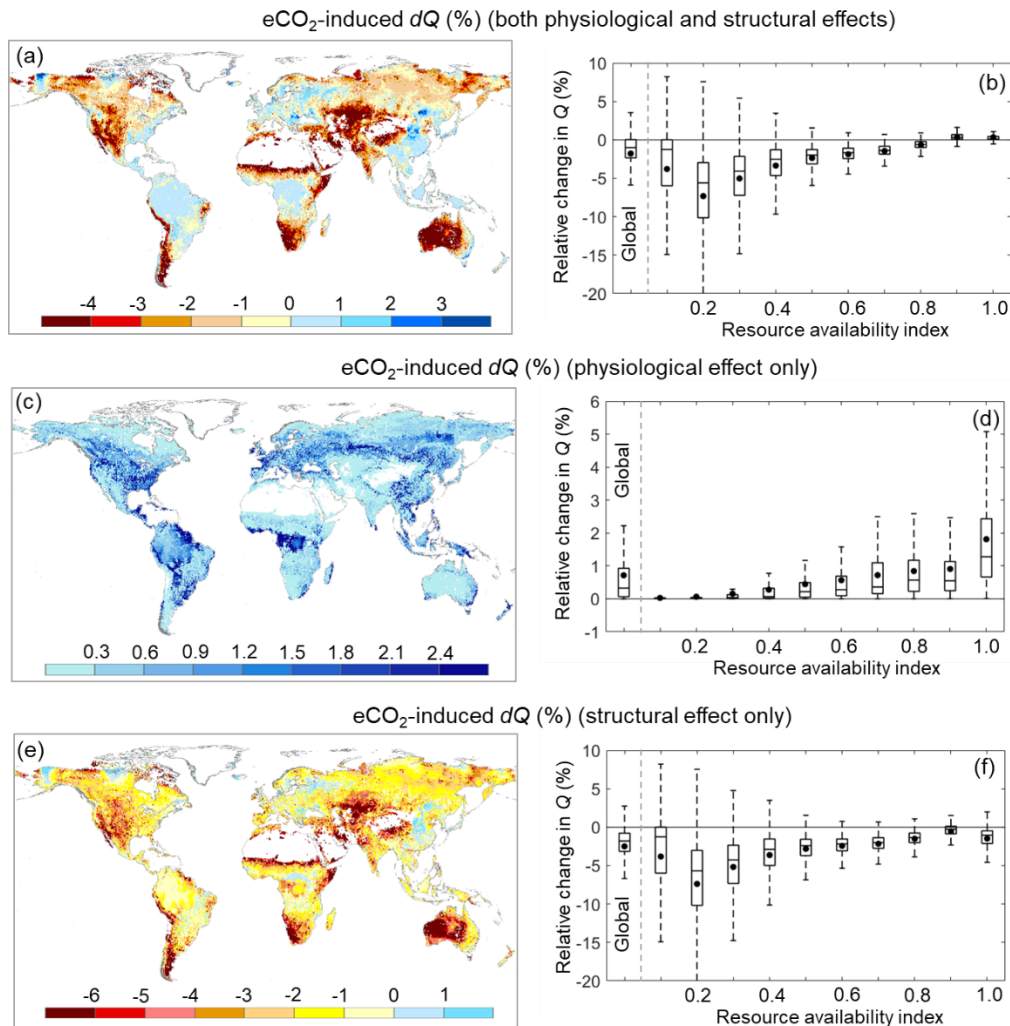 eCO₂-induced dQ (%) (both physiological and structural effects)
(a)
-4 -3 -2 -1 0 1 2 3
(b)
Relative change in Q (%)
10
5
0
-5
-10
-15
-20
Global
0.2 0.4 0.6 0.8 1.0
Resource availability index
eCO₂-induced dQ (%) (physiological effect only)
(c)
0.3 0.6 0.9 1.2 1.5 1.8 2.1 2.4
(d)
Relative change in Q (%)
6
5
4
3
2
1
0
-1
Global
0.2 0.4 0.6 0.8 1.0
Resource availability index
eCO₂-induced dQ (%) (structural effect only)
(e)
-6 -5 -4 -3 -2 -1 0 1
(f)
Relative change in Q (%)
10
5
0
-5
-10
-15
-20
Global
0.2 0.4 0.6 0.8 1.0
Resource availability index